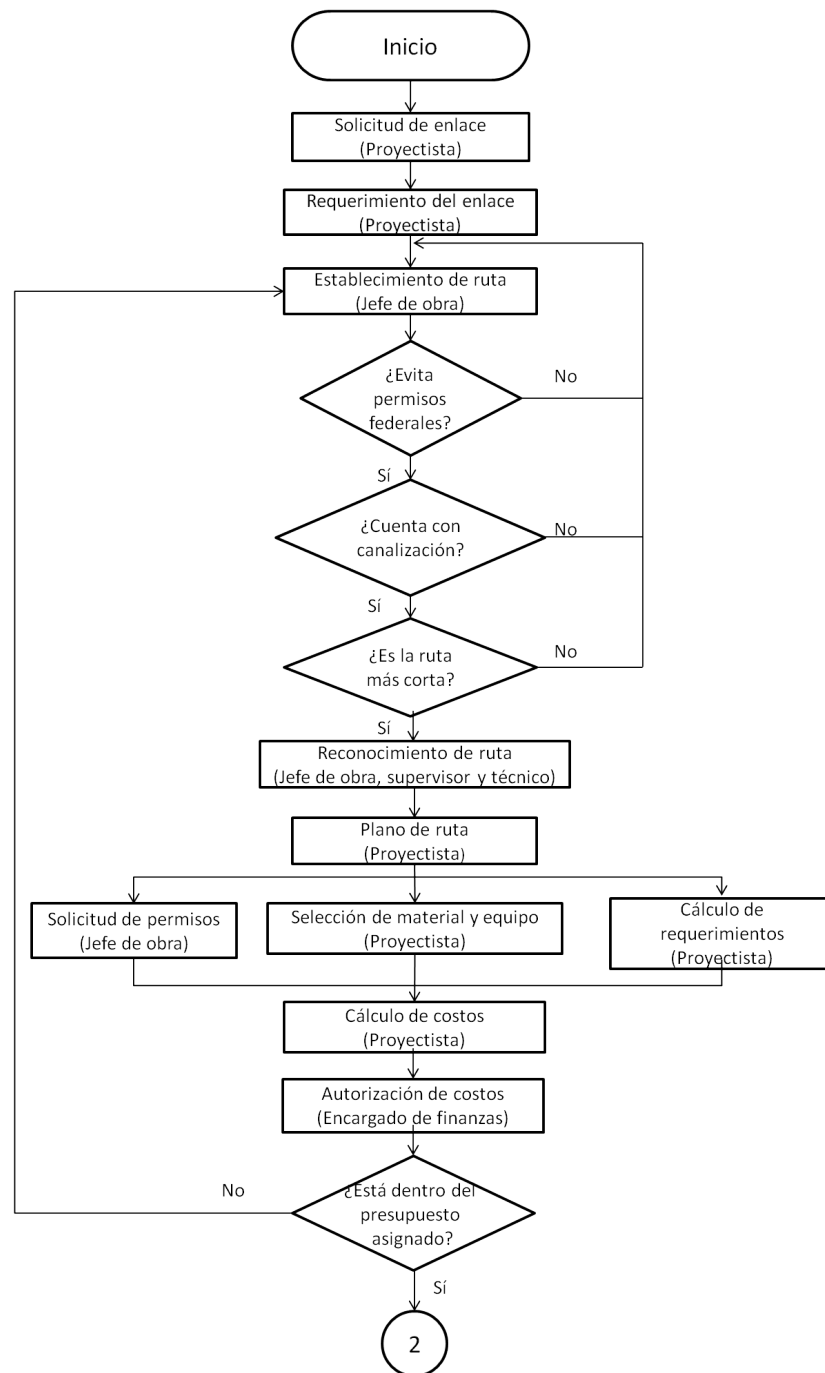 Inicio
Solicitud de enlace
(Proyectista)
Requerimiento del enlace
(Proyectista)
Establecimiento de ruta
(Jefe de obra)
¿Evita
permisos
federales?
No
Sí
¿Cuenta con
canalización?
No
Sí
¿Es la ruta
más corta?
No
Sí
Reconocimiento de ruta
(Jefe de obra, supervisor y técnico)
Plano de ruta
(Proyectista)
Solicitud de permisos
(Jefe de obra)
Selección de material y equipo
(Proyectista)
Cálculo de
requerimientos
(Proyectista)
Cálculo de costos
(Proyectista)
Autorización de costos
(Encargado de finanzas)
No
¿Está dentro del
presupuesto
asignado?
Sí
2